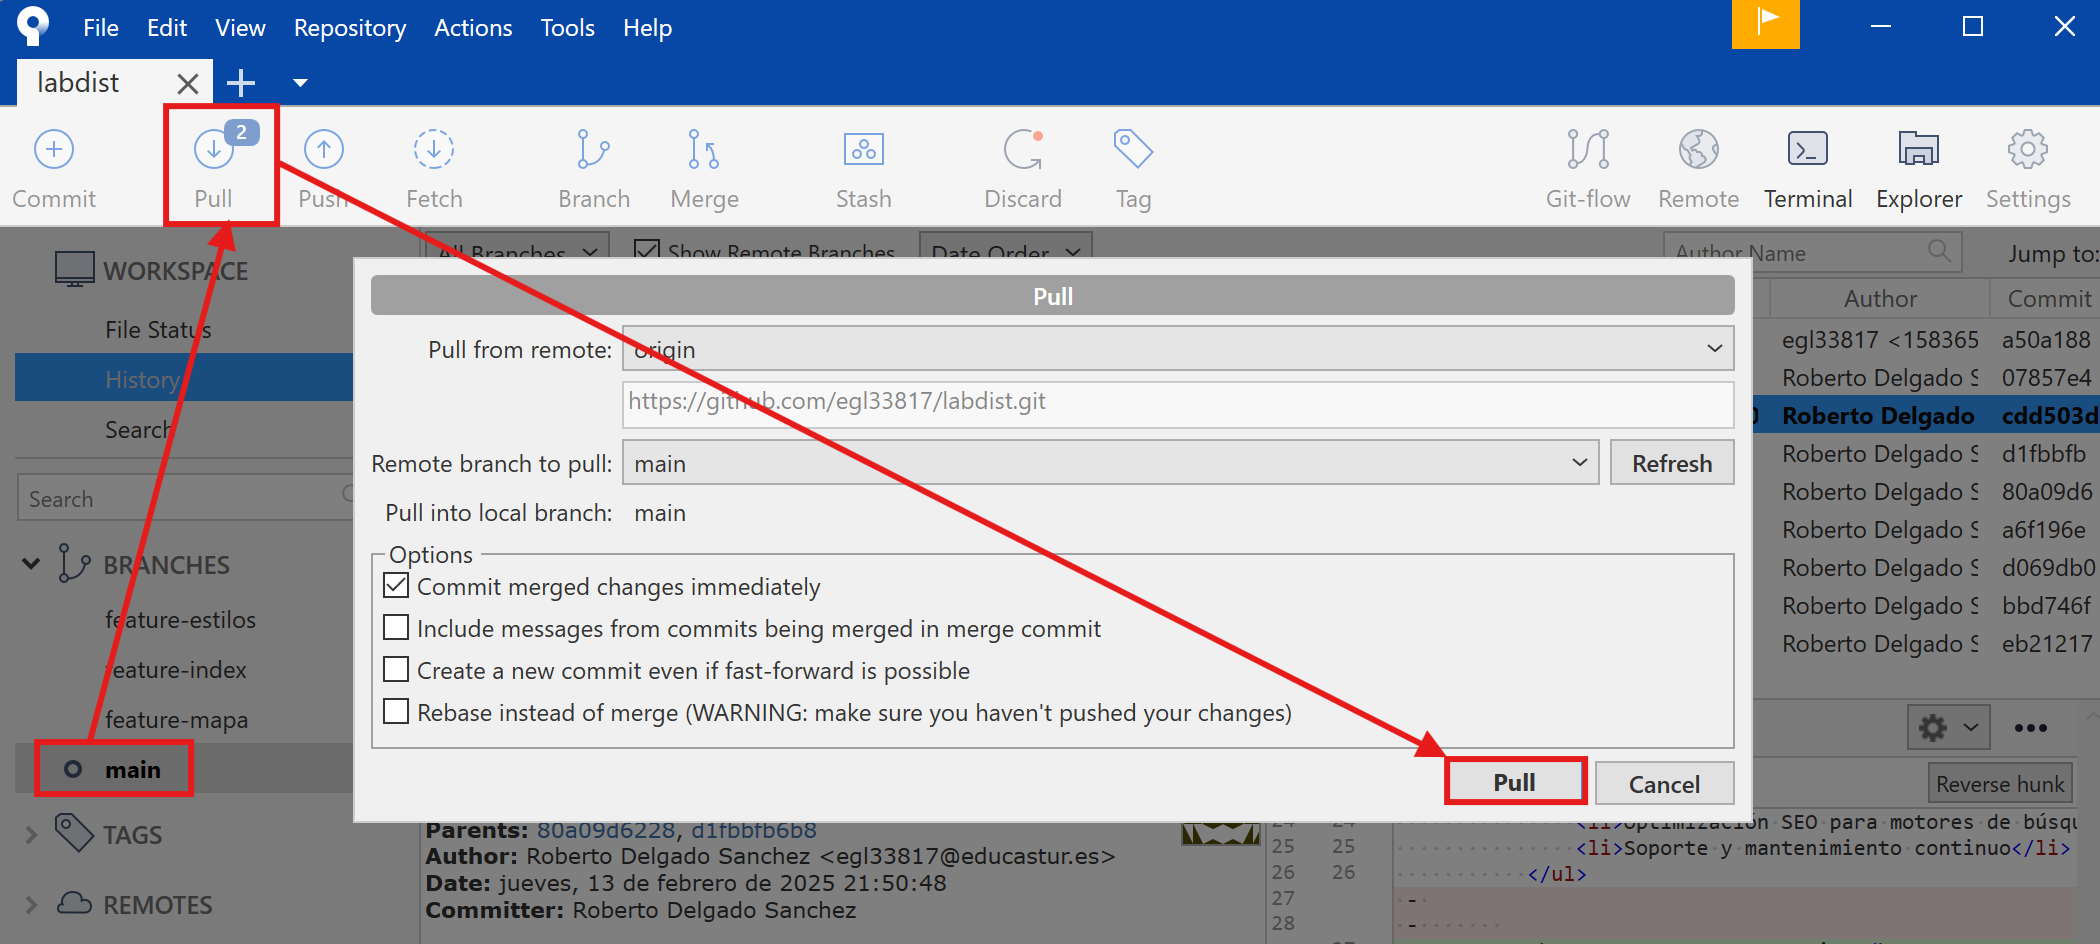 File Edit View Repository Actions Tools Help
labdist
2
Commit Pull Push Fetch Branch Merge Stash Discard Tag Git-flow Remote Terminal Explorer Settings
All Branches Show Remote Branches Date Order Author Name Jump to:
WORKSPACE
File Status
History
Search
Search
BRANCHES
feature-estilos
feature-index
feature-mapa
main
TAGS
REMOTES
Pull
Pull from remote: origin
https://github.com/egl33817/labdist.git
Remote branch to pull: main Refresh
Pull into local branch: main
Options
Commit merged changes immediately
Include messages from commits being merged in merge commit
Create a new commit even if fast-forward is possible
Rebase instead of merge (WARNING: make sure you haven't pushed your changes)
Pull Cancel
Author Commit
egl33817 <158365 a50a188
Roberto Delgado S 07857e4
Roberto Delgado cdd503d
Roberto Delgado S d1fbbfb
Roberto Delgado S 80a09d6
Roberto Delgado S a6f196e
Roberto Delgado S d069db0
Roberto Delgado S bbd746f
Roberto Delgado S eb21217
Reverse hunk
Parents: 80a09d6228, d1fbbfb6b8
Author: Roberto Delgado Sanchez <egl33817@educastur.es>
Date: jueves, 13 de febrero de 2025 21:50:48
Committer: Roberto Delgado Sanchez
24 24 <li>Optimización SEO para motores de búsqu
25 25 <li>Soporte y mantenimiento continuo</li>
26 26 </ul>
27 -
28 -